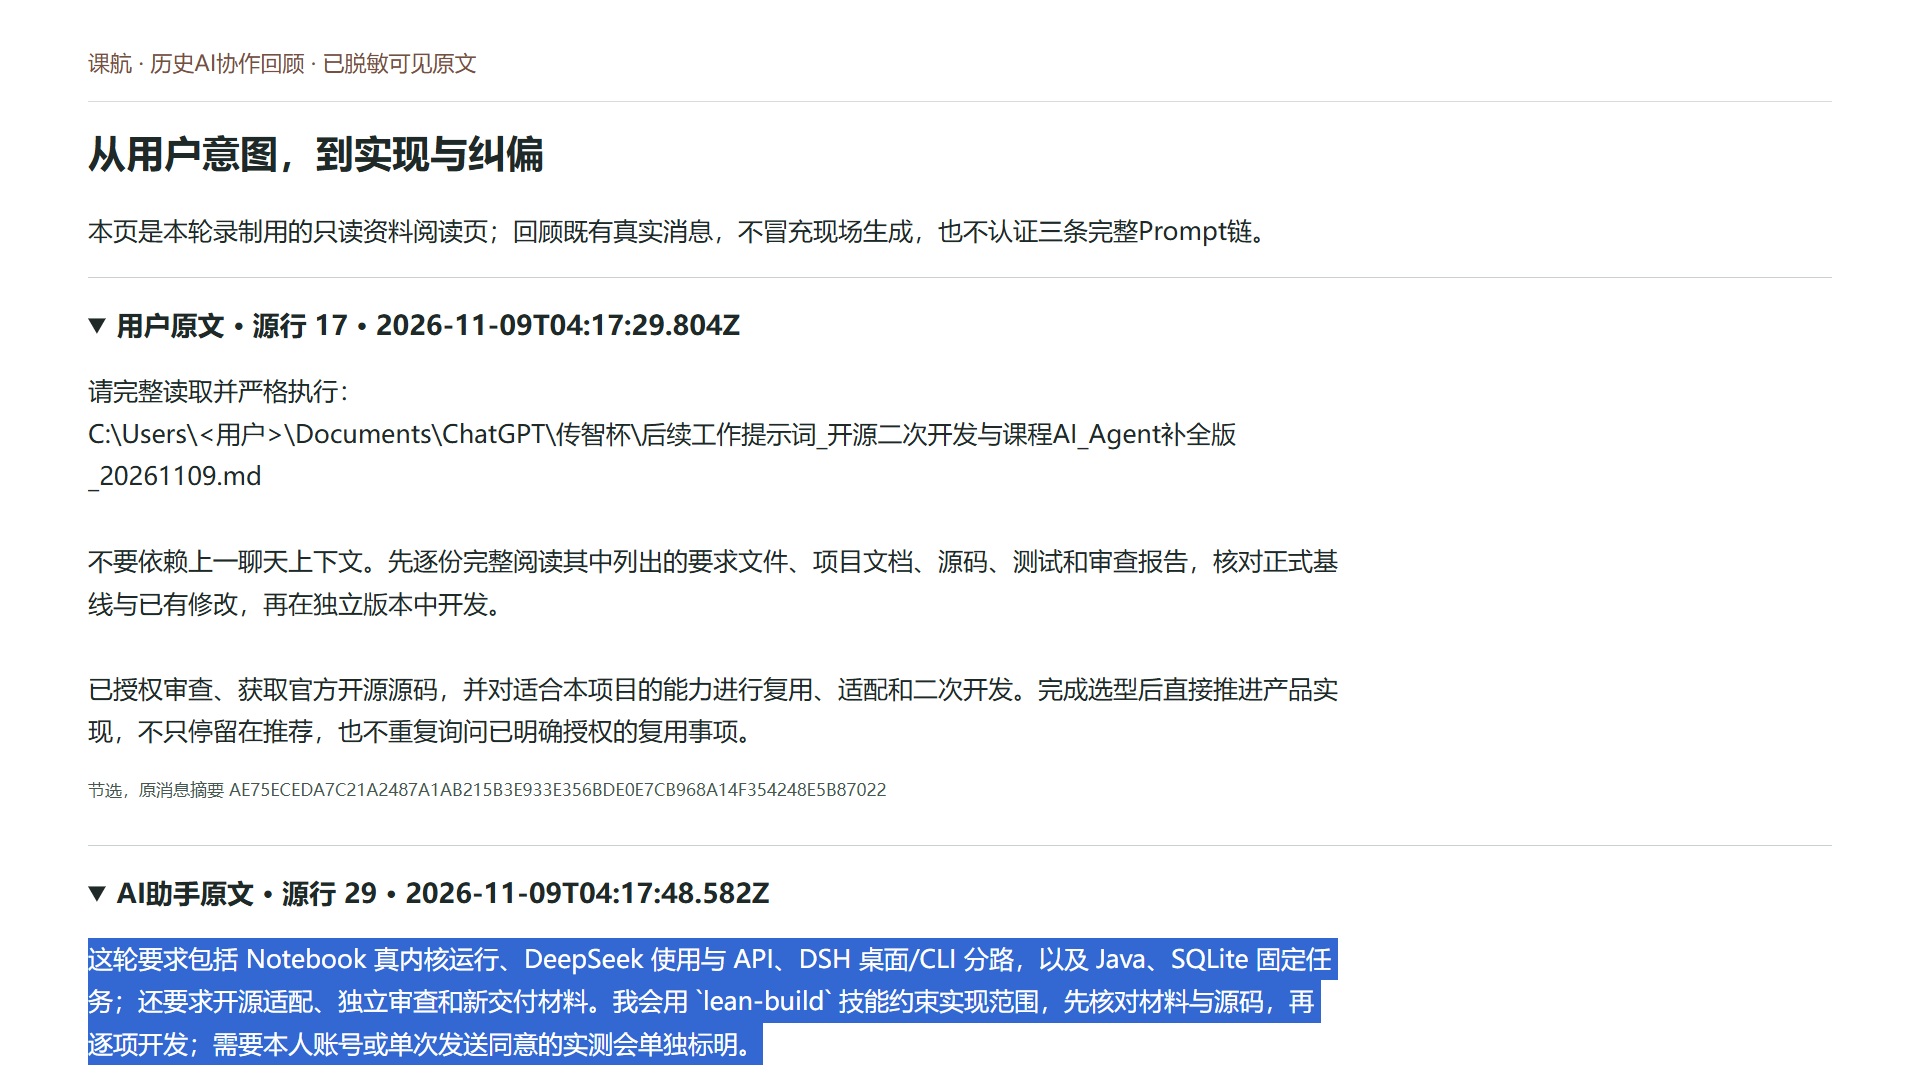 课航 · 历史AI协作回顾 · 已脱敏可见原文
从用户意图，到实现与纠偏
本页是本轮录制用的只读资料阅读页；回顾既有真实消息，不冒充现场生成，也不认证三条完整Prompt链。
▼ 用户原文 • 源行 17 • 2026-11-09T04:17:29.804Z
请完整读取并严格执行：
C:\Users\<用户>\Documents\ChatGPT\传智杯\后续工作提示词_开源二次开发与课程AI_Agent补全版
_20261109.md
不要依赖上一聊天上下文。先逐份完整阅读其中列出的要求文件、项目文档、源码、测试和审查报告，核对正式基
线与已有修改，再在独立版本中开发。
已授权审查、获取官方开源源码，并对适合本项目的能力进行复用、适配和二次开发。完成选型后直接推进产品实
现，不只停留在推荐，也不重复询问已明确授权的复用事项。
节选，原消息摘要 AE75ECEDA7C21A2487A1AB215B3E933E356BDE0E7CB968A14F354248E5B87022
▼ AI助手原文 • 源行 29 • 2026-11-09T04:17:48.582Z
这轮要求包括 Notebook 真内核运行、DeepSeek 使用与 API、DSH 桌面/CLI 分路，以及 Java、SQLite 固定任
务；还要求开源适配、独立审查和新交付材料。我会用 `lean-build` 技能约束实现范围，先核对材料与源码，再
逐项开发；需要本人账号或单次发送同意的实测会单独标明。